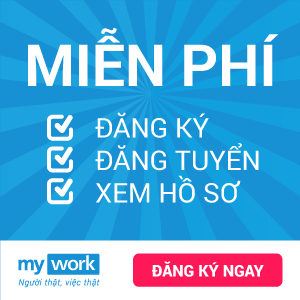 MIỄN PHÍ
ĐĂNG KÝ
ĐĂNG TUYỂN
XEM HỒ SƠ
my work
Người thật, việc thật
ĐĂNG KÝ NGAY